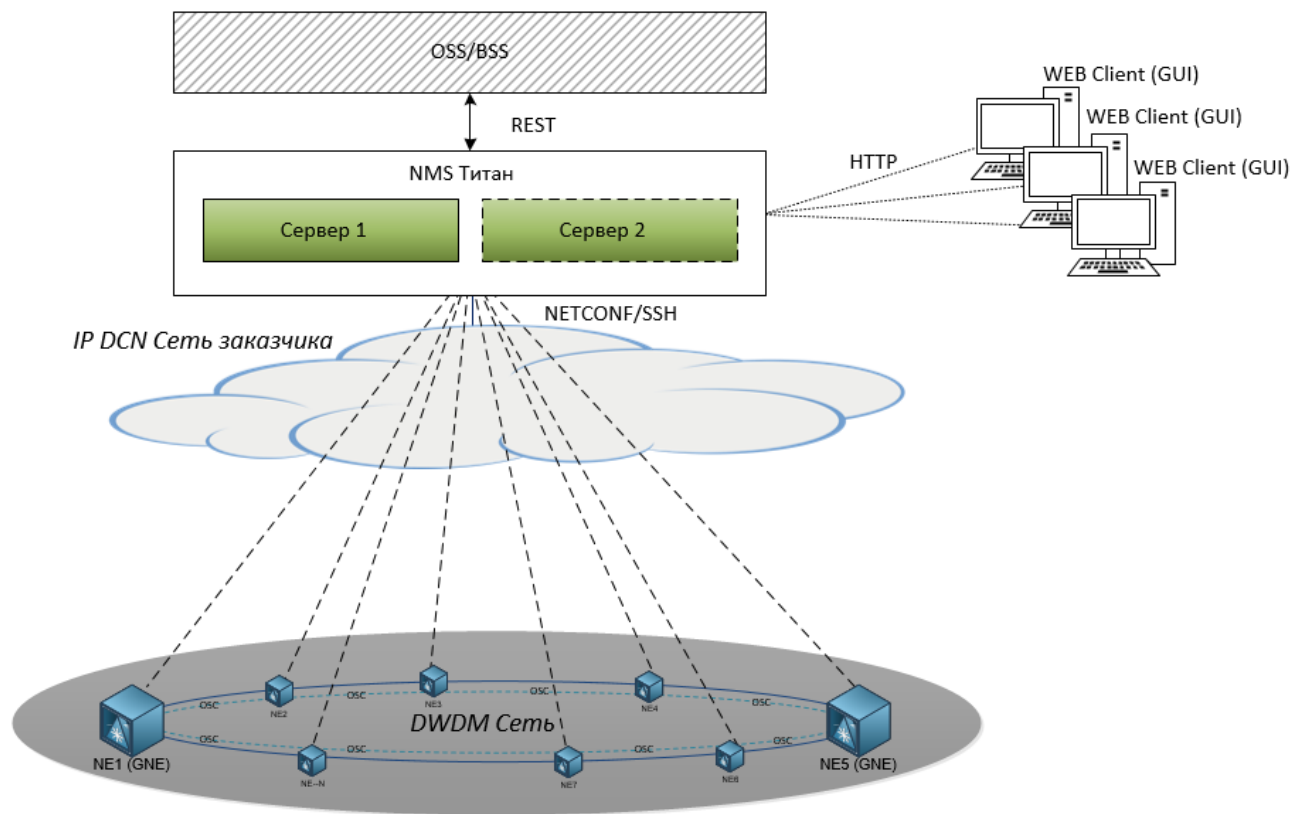 OSS/BSS
REST
WEB Client (GUI)
WEB Client (GUI)
WEB Client (GUI)
HTTP
NMS Титан
Сервер 1
Сервер 2
NETCONF/SSH
IP DCN Сеть заказчика
OSC
NE2
OSC
NE3
OSC
NE4
OSC
DWDM Сеть
NE1 (GNE)
OSC
NE--N
OSC
NE7
OSC
NE6
OSC
NE5 (GNE)